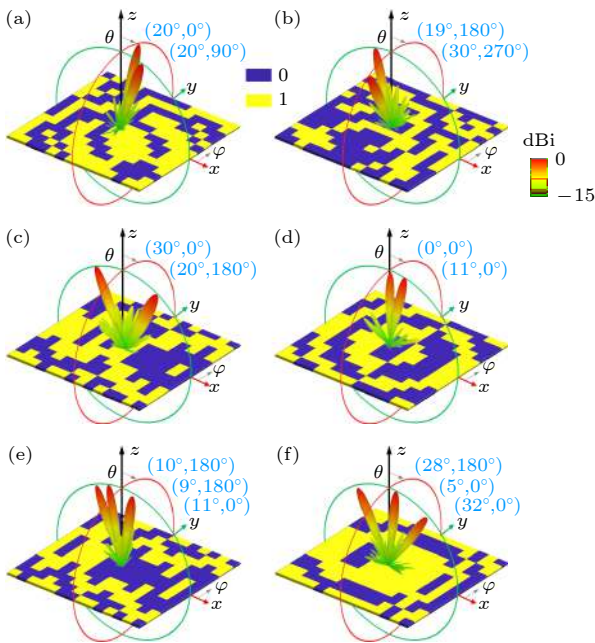 (a)
z
θ
(20°,0°)
(20°,90°)
y
φ
x
0
1
(b)
z
θ
(19°,180°)
(30°,270°)
y
φ
x
dBi
0
−15
(c)
z
θ
(30°,0°)
(20°,180°)
y
φ
x
(d)
z
θ
(0°,0°)
(11°,0°)
y
φ
x
(e)
z
θ
(10°,180°)
(9°,180°)
(11°,0°)
y
φ
x
(f)
z
θ
(28°,180°)
(5°,0°)
(32°,0°)
y
φ
x